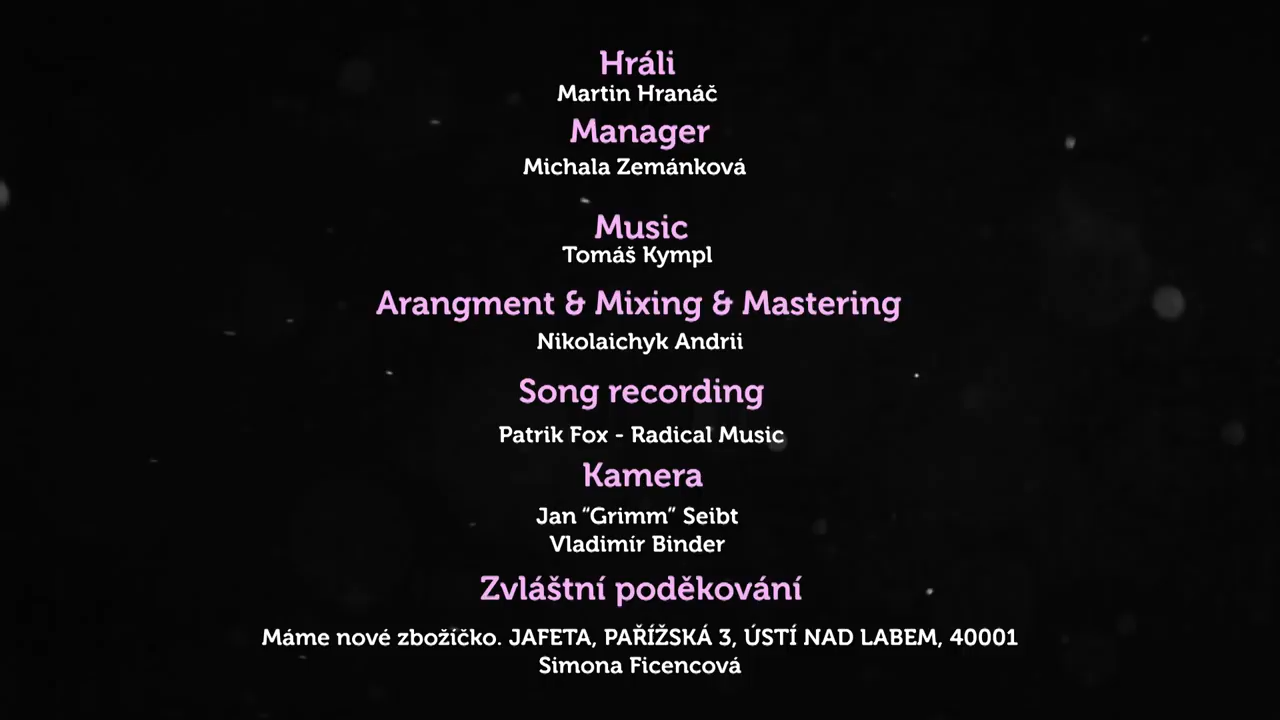 Hráli
Martin Hranáč
Manager
Michala Zemánková
Music
Tomáš Kympl
Arangment & Mixing & Mastering
Nikolaichyk Andrii
Song recording
Patrik Fox - Radical Music
Kamera
Jan “Grimm” Seibt
Vladimír Binder
Zvláštní poděkování
Máme nové zbožíčko. JAFETA, PAŘÍŽSKÁ 3, ÚSTÍ NAD LABEM, 40001
Simona Ficencová